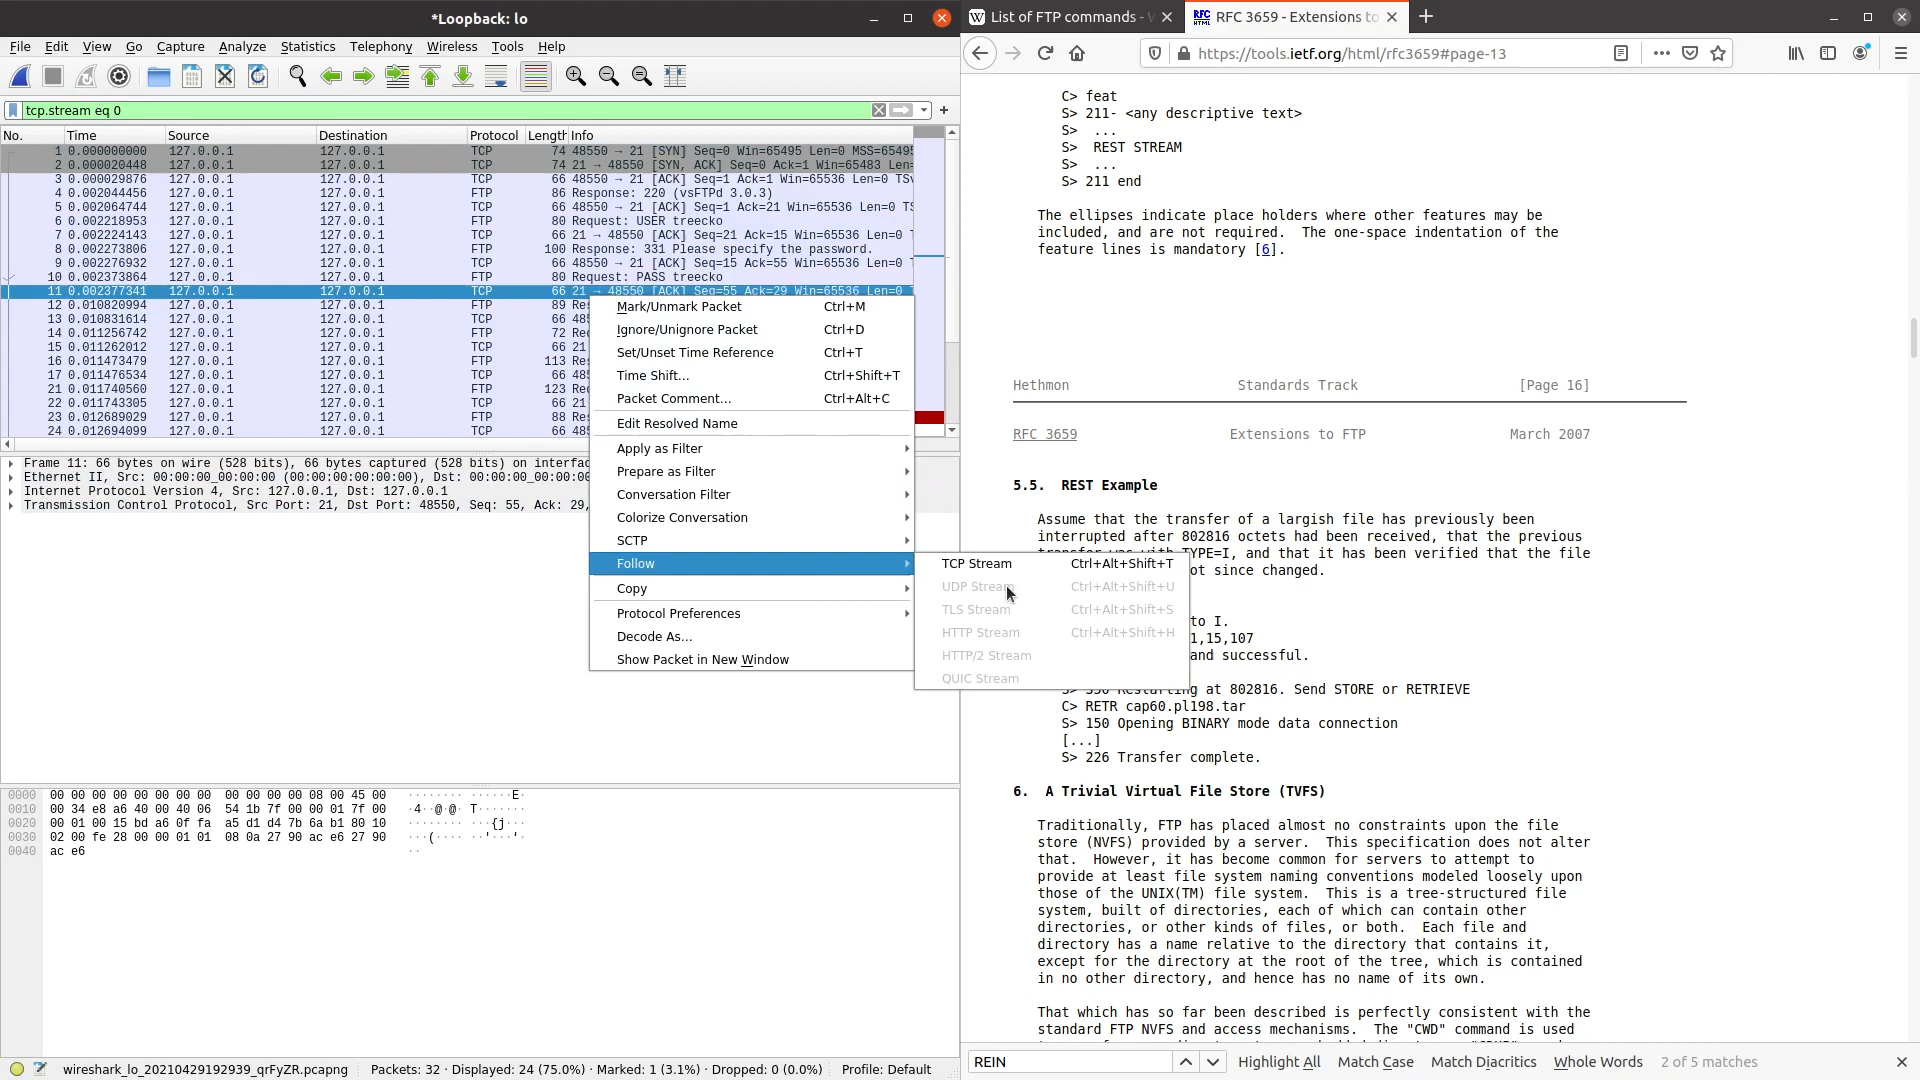 *Loopback: lo
File Edit View Go Capture Analyze Statistics Telephony Wireless Tools Help
tcp.stream eq 0
No. Time Source Destination Protocol Length Info
1 0.000000000 127.0.0.1 127.0.0.1 TCP 74 48550 → 21 [SYN] Seq=0 Win=65495 Len=0 MSS=65495
2 0.000020448 127.0.0.1 127.0.0.1 TCP 74 21 → 48550 [SYN, ACK] Seq=0 Ack=1 Win=65483 Len=
3 0.000029876 127.0.0.1 127.0.0.1 TCP 66 48550 → 21 [ACK] Seq=1 Ack=1 Win=65536 Len=0 TSv
4 0.002044456 127.0.0.1 127.0.0.1 FTP 86 Response: 220 (vsFTPd 3.0.3)
5 0.002064744 127.0.0.1 127.0.0.1 TCP 66 48550 → 21 [ACK] Seq=1 Ack=21 Win=65536 Len=0 TS
6 0.002218953 127.0.0.1 127.0.0.1 FTP 80 Request: USER treecko
7 0.002224143 127.0.0.1 127.0.0.1 TCP 66 21 → 48550 [ACK] Seq=21 Ack=15 Win=65536 Len=0 T
8 0.002273806 127.0.0.1 127.0.0.1 FTP 100 Response: 331 Please specify the password.
9 0.002276932 127.0.0.1 127.0.0.1 TCP 66 48550 → 21 [ACK] Seq=15 Ack=55 Win=65536 Len=0 T
10 0.002373864 127.0.0.1 127.0.0.1 FTP 80 Request: PASS treecko
11 0.002377341 127.0.0.1 127.0.0.1 TCP 66 21 → 48550 [ACK] Seq=55 Ack=29 Win=65536 Len=0 T
12 0.010820994 127.0.0.1 127.0.0.1 FTP 89 Res
13 0.010831614 127.0.0.1 127.0.0.1 TCP 66 485
14 0.011256742 127.0.0.1 127.0.0.1 FTP 72 Req
15 0.011262012 127.0.0.1 127.0.0.1 TCP 66 21
16 0.011473479 127.0.0.1 127.0.0.1 FTP 113 Res
17 0.011476534 127.0.0.1 127.0.0.1 TCP 66 485
21 0.011740560 127.0.0.1 127.0.0.1 FTP 123 Req
22 0.011743305 127.0.0.1 127.0.0.1 TCP 66 21
23 0.012689029 127.0.0.1 127.0.0.1 FTP 88 Res
24 0.012694099 127.0.0.1 127.0.0.1 TCP 66 485
Mark/Unmark Packet Ctrl+M
Ignore/Unignore Packet Ctrl+D
Set/Unset Time Reference Ctrl+T
Time Shift... Ctrl+Shift+T
Packet Comment... Ctrl+Alt+C
Edit Resolved Name
Apply as Filter
Prepare as Filter
Conversation Filter
Colorize Conversation
SCTP
Follow
Copy
Protocol Preferences
Decode As...
Show Packet in New Window
TCP Stream Ctrl+Alt+Shift+T
UDP Stream Ctrl+Alt+Shift+U
TLS Stream Ctrl+Alt+Shift+S
HTTP Stream Ctrl+Alt+Shift+H
HTTP/2 Stream
QUIC Stream
Frame 11: 66 bytes on wire (528 bits), 66 bytes captured (528 bits) on interfac
Ethernet II, Src: 00:00:00_00:00:00 (00:00:00:00:00:00), Dst: 00:00:00_00:00:00
Internet Protocol Version 4, Src: 127.0.0.1, Dst: 127.0.0.1
Transmission Control Protocol, Src Port: 21, Dst Port: 48550, Seq: 55, Ack: 29,
0000 00 00 00 00 00 00 00 00 00 00 00 00 08 00 45 00 ········ ······E·
0010 00 34 e8 a6 40 00 40 06 54 1b 7f 00 00 01 7f 00 ·4··@·@· T·······
0020 00 01 00 15 bd a6 0f fa a5 d1 d4 7b 6a b1 80 10 ········ ···{j···
0030 02 00 fe 28 00 00 01 01 08 0a 27 90 ac e6 27 90 ···(···· ··'···'·
0040 ac e6 ··
wireshark_lo_20210429192939_qrFyZR.pcapng Packets: 32 · Displayed: 24 (75.0%) · Marked: 1 (3.1%) · Dropped: 0 (0.0%) Profile: Default
List of FTP commands - W
RFC 3659 - Extensions to
https://tools.ietf.org/html/rfc3659#page-13
C> feat
S> 211- <any descriptive text>
S> ...
S> REST STREAM
S> ...
S> 211 end
The ellipses indicate place holders where other features may be
included, and are not required. The one-space indentation of the
feature lines is mandatory [6].
Hethmon Standards Track [Page 16]
RFC 3659 Extensions to FTP March 2007
5.5. REST Example
Assume that the transfer of a largish file has previously been
interrupted after 802816 octets had been received, that the previous
transfer was with TYPE=I, and that it has been verified that the file
ot since changed.
to I.
1,15,107
and successful.
S> 350 Restarting at 802816. Send STORE or RETRIEVE
C> RETR cap60.pl198.tar
S> 150 Opening BINARY mode data connection
[...]
S> 226 Transfer complete.
6. A Trivial Virtual File Store (TVFS)
Traditionally, FTP has placed almost no constraints upon the file
store (NVFS) provided by a server. This specification does not alter
that. However, it has become common for servers to attempt to
provide at least file system naming conventions modeled loosely upon
those of the UNIX(TM) file system. This is a tree-structured file
system, built of directories, each of which can contain other
directories, or other kinds of files, or both. Each file and
directory has a name relative to the directory that contains it,
except for the directory at the root of the tree, which is contained
in no other directory, and hence has no name of its own.
That which has so far been described is perfectly consistent with the
standard FTP NVFS and access mechanisms. The "CWD" command is used
REIN Highlight All Match Case Match Diacritics Whole Words 2 of 5 matches